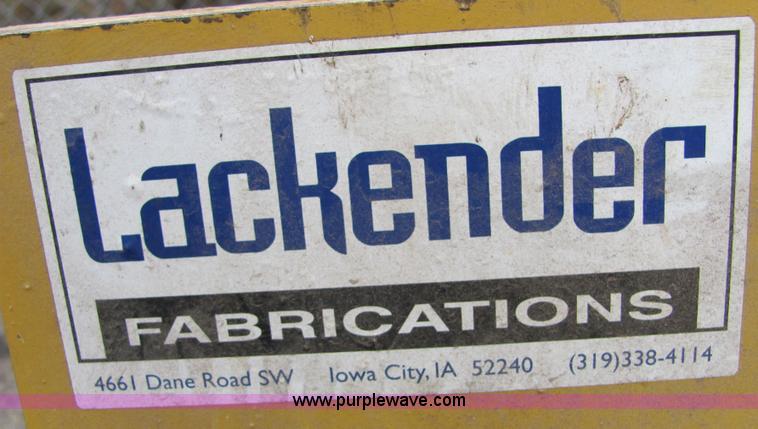 Lackender
FABRICATIONS
4661 Dane Road SW Iowa City, IA 52240 (319)338-4114
www.purplewave.com